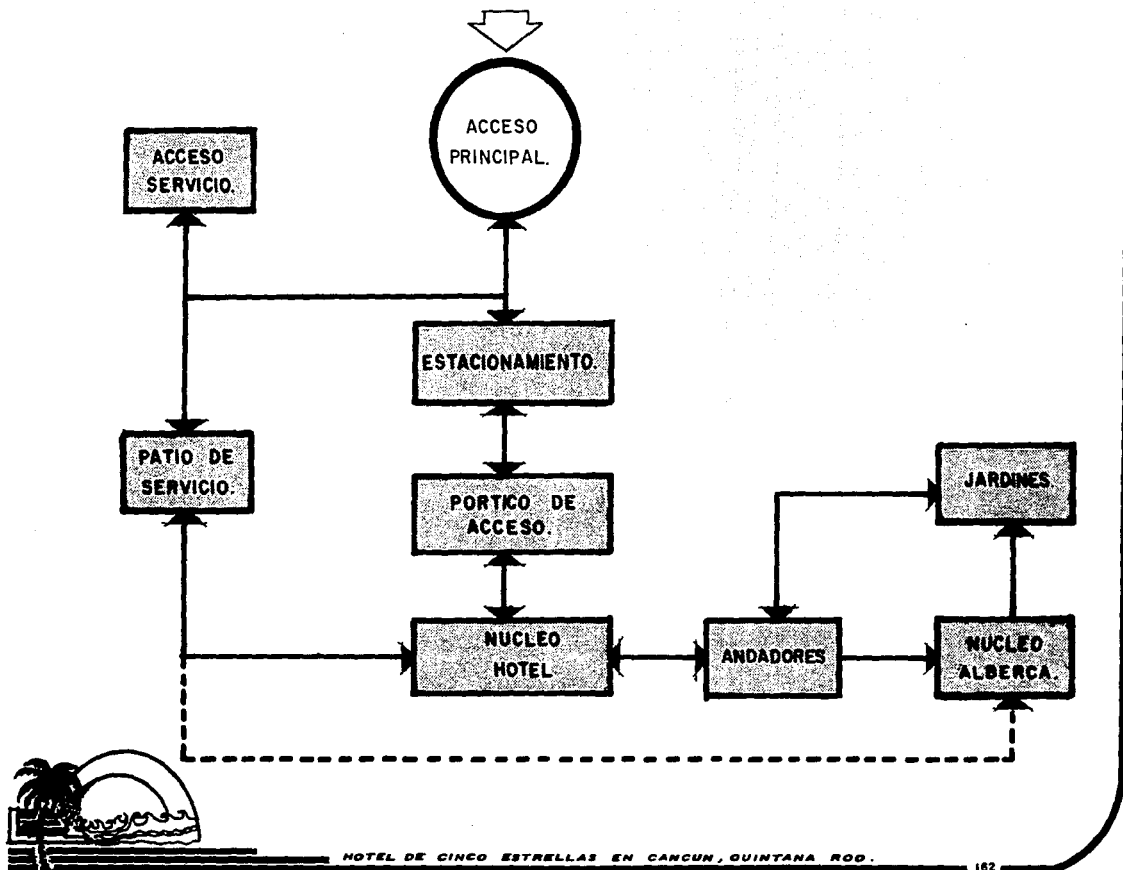 ACCESO
PRINCIPAL.
ACCESO
SERVICIO.
ESTACIONAMIENTO.
PATIO DE
SERVICIO.
PORTICO DE
ACCESO.
JARDINES.
NUCLEO
HOTEL
ANDADORES
NUCLEO
ALBERCA.
HOTEL DE CINCO ESTRELLAS EN CANCUN, QUINTANA ROO.
162